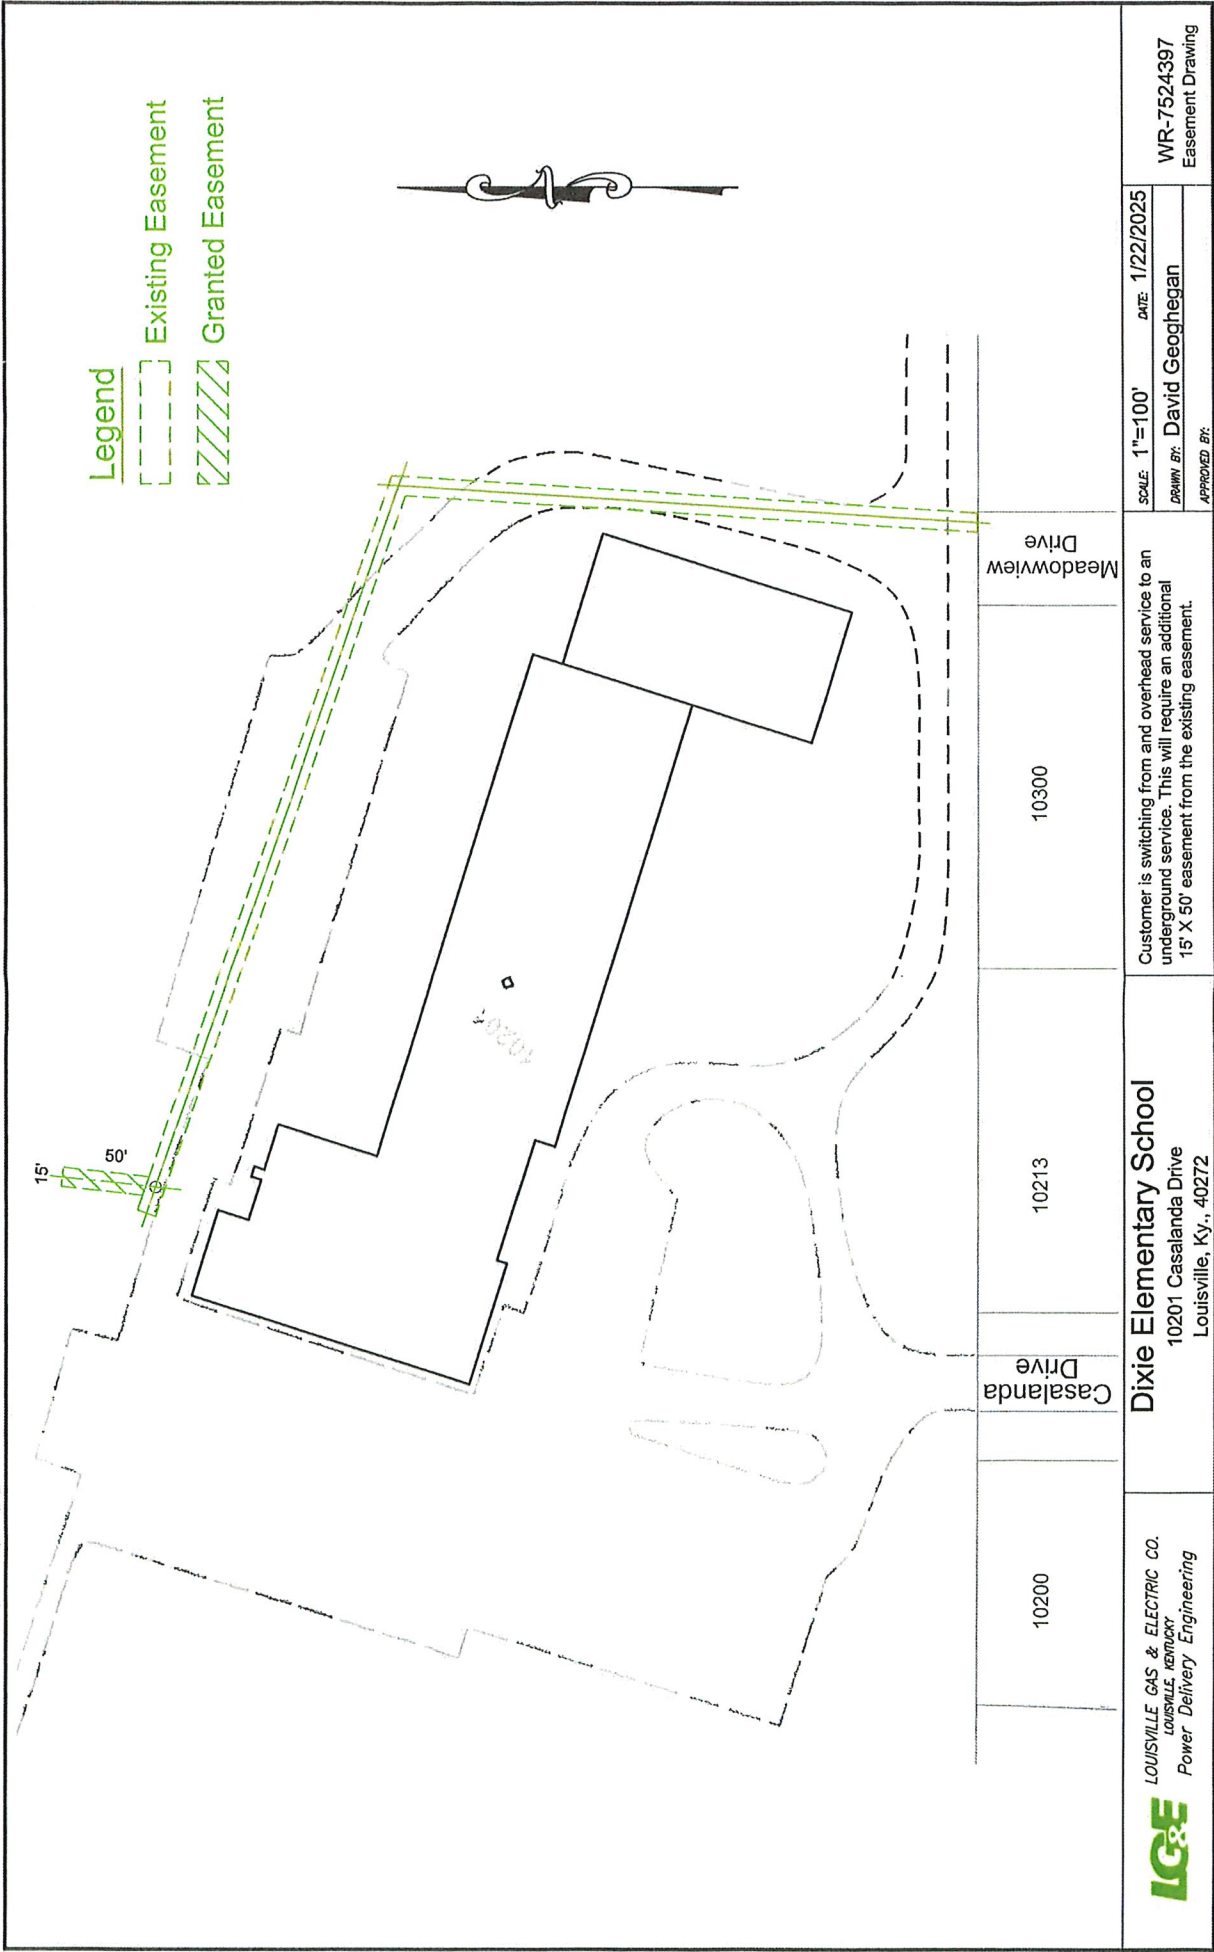 Legend
Existing Easement
Granted Easement
15'
50'
10201
Meadowview
Drive
10300
10213
Casalanda
Drive
10200
LG&E
LOUISVILLE GAS & ELECTRIC CO.
LOUISVILLE, KENTUCKY
Power Delivery Engineering
Dixie Elementary School
10201 Casalanda Drive
Louisville, Ky., 40272
Customer is switching from and overhead service to an
underground service. This will require an additional
15' X 50' easement from the existing easement.
SCALE: 1"=100' DATE: 1/22/2025
DRAWN BY: David Geoghegan
APPROVED BY:
WR-7524397
Easement Drawing
N